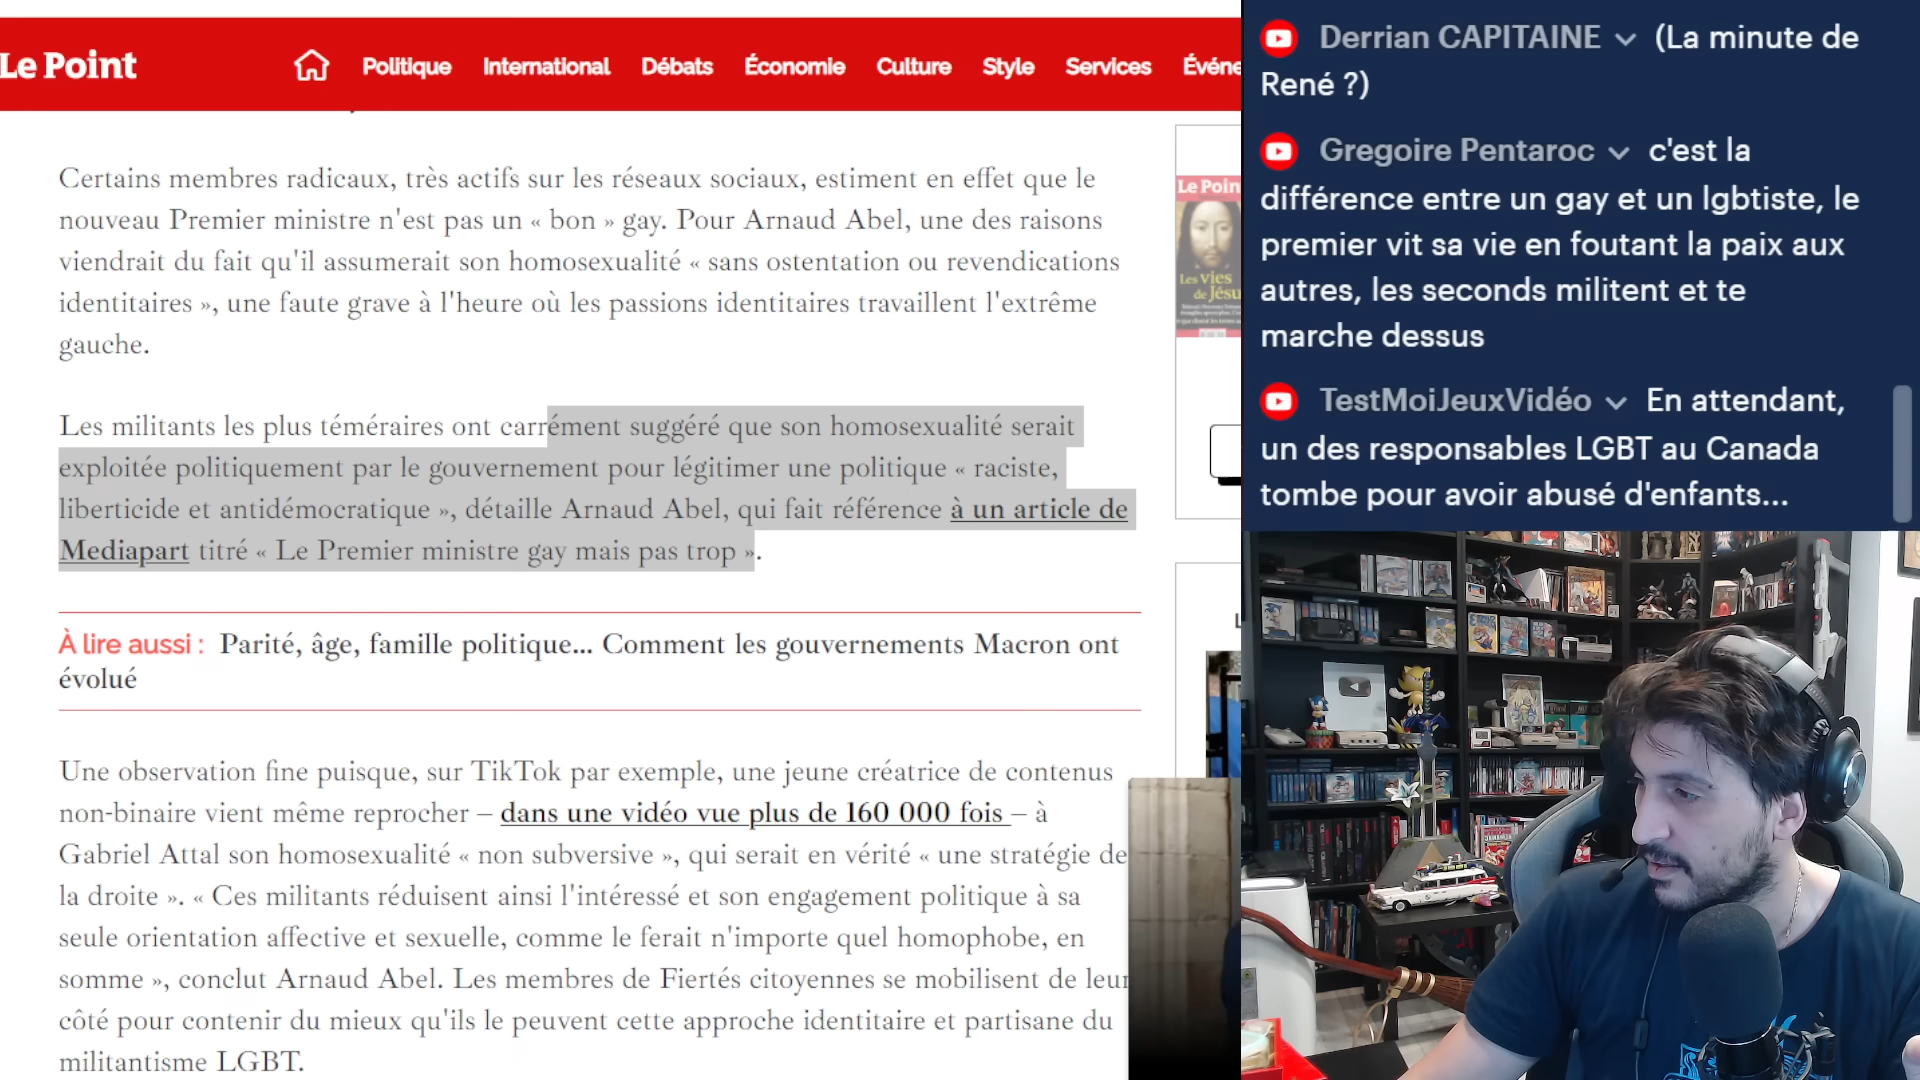 Le Point
Politique
International
Débats
Économie
Culture
Style
Services
Certains membres radicaux, très actifs sur les réseaux sociaux, estiment en effet que le
nouveau Premier ministre n'est pas un « bon » gay. Pour Arnaud Abel, une des raisons
viendrait du fait qu'il assumerait son homosexualité « sans ostentation ou revendications
identitaires », une faute grave à l'heure où les passions identitaires travaillent l'extrême
gauche.
Les militants les plus téméraires ont carrément suggéré que son homosexualité serait
exploitée politiquement par le gouvernement pour légitimer une politique « raciste,
liberticide et antidémocratique », détaille Arnaud Abel, qui fait référence à un article de
Mediapart titré « Le Premier ministre gay mais pas trop ».
À lire aussi : Parité, âge, famille politique... Comment les gouvernements Macron ont
évolué
Une observation fine puisque, sur TikTok par exemple, une jeune créatrice de contenus
non-binaire vient même reprocher – dans une vidéo vue plus de 160 000 fois – à
Gabriel Attal son homosexualité « non subversive », qui serait en vérité « une stratégie de
la droite ». « Ces militants réduisent ainsi l'intéressé et son engagement politique à sa
seule orientation affective et sexuelle, comme le ferait n'importe quel homophobe, en
somme », conclut Arnaud Abel. Les membres de Fiertés citoyennes se mobilisent de leur
côté pour contenir du mieux qu'ils le peuvent cette approche identitaire et partisane du
militantisme LGBT.
Le Poin
Les vies
de Jésu
Derrian CAPITAINE (La minute de
René ?)
Gregoire Pentaroc c'est la
différence entre un gay et un lgbtiste, le
premier vit sa vie en foutant la paix aux
autres, les seconds militent et te
marche dessus
TestMoiJeuxVidéo En attendant,
un des responsables LGBT au Canada
tombe pour avoir abusé d'enfants...